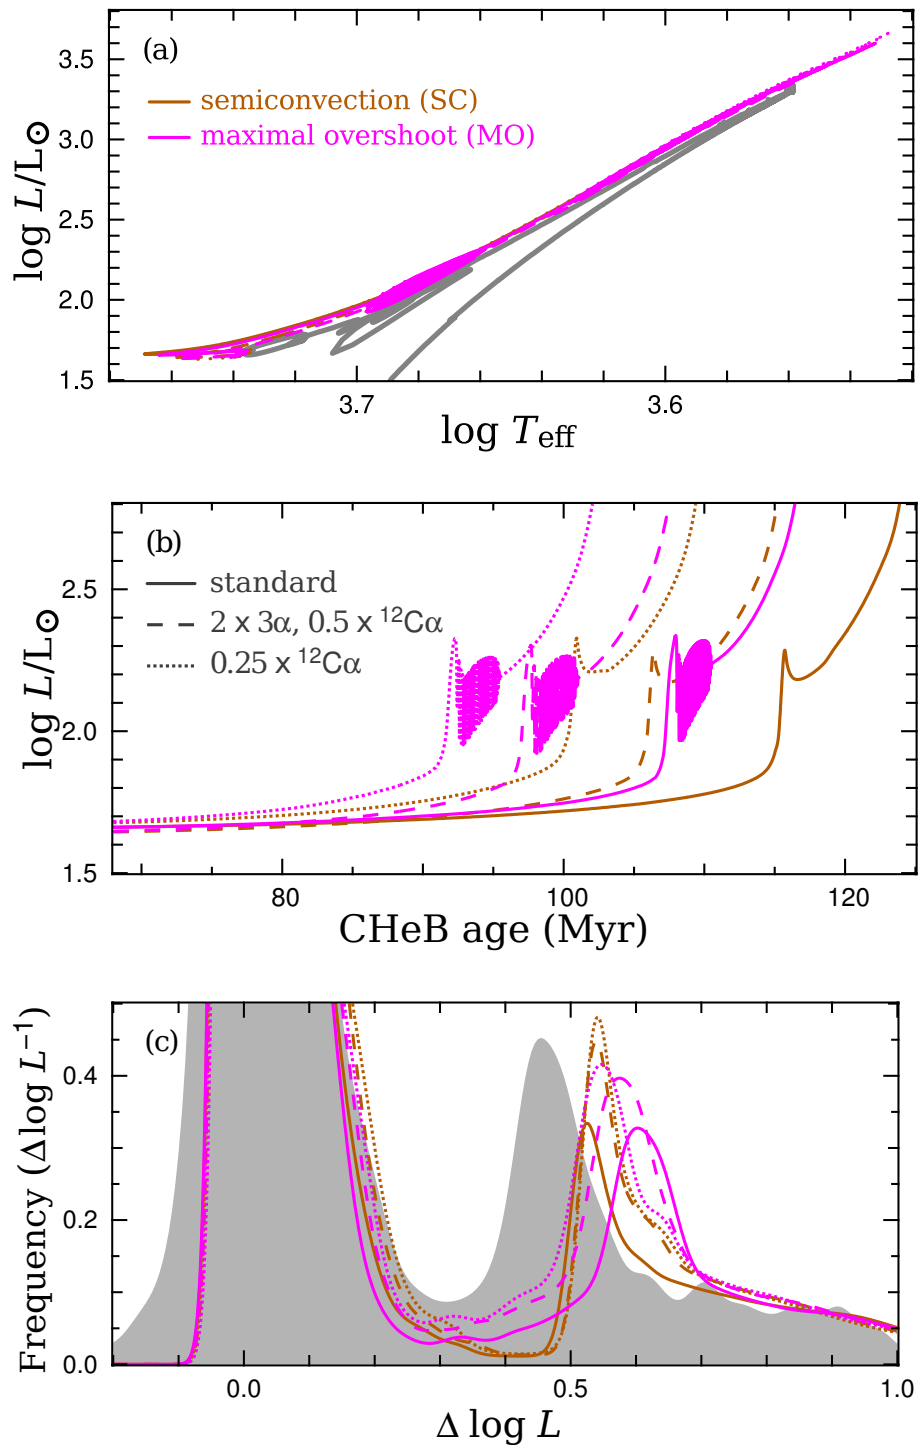 (a)
semiconvection (SC)
maximal overshoot (MO)
3.5
3.0
2.5
2.0
1.5
log L/L⊙
3.7
3.6
log T_eff
(b)
standard
2 x 3α, 0.5 x ¹²Cα
0.25 x ¹²Cα
2.5
2.0
1.5
log L/L⊙
80
100
120
CHeB age (Myr)
(c)
0.4
0.2
0.0
Frequency (Δlog L⁻¹)
0.0
0.5
1.0
Δ log L